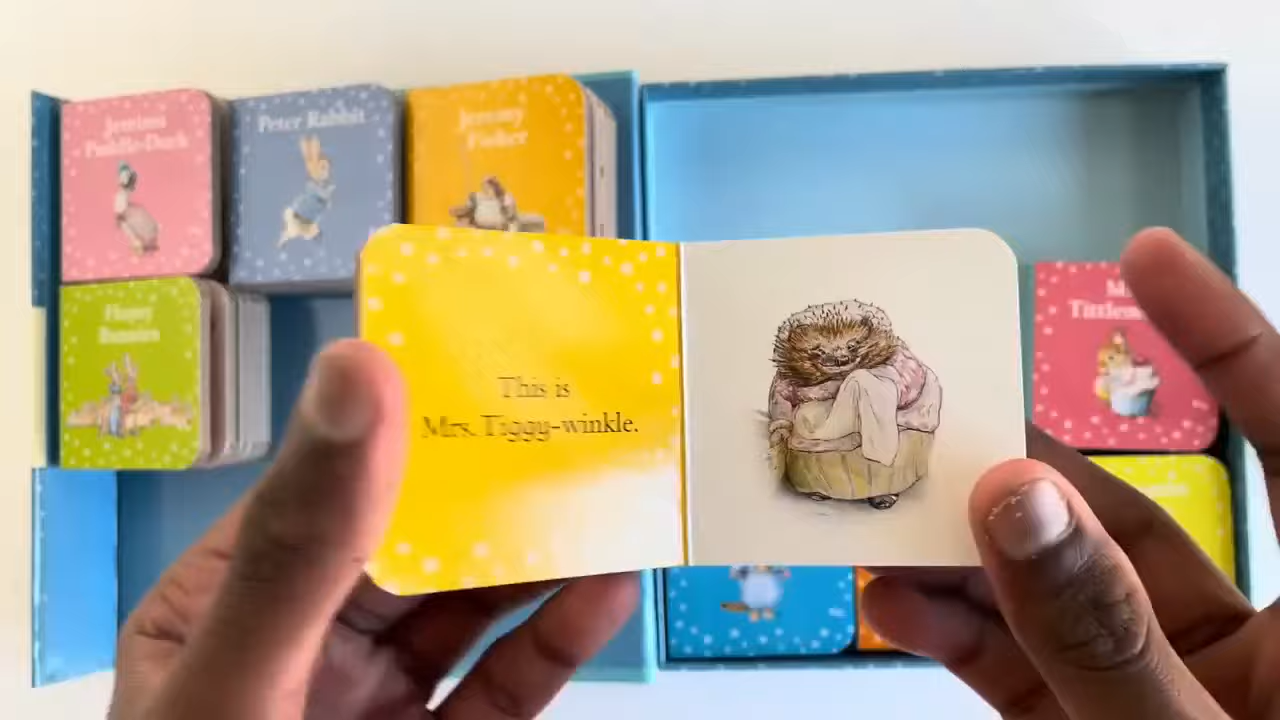 Jemima
Puddle-Duck
Peter Rabbit
Jeremy
Fisher
Flopsy
Bunnies
This is
Mrs. Tiggy-winkle.